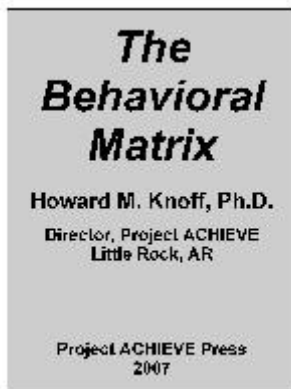 The
Behavioral
Matrix
Howard M. Knoff, Ph.D.
Director, Project ACHIEVE
Little Rock, AR
Project ACHIEVE Press
2007